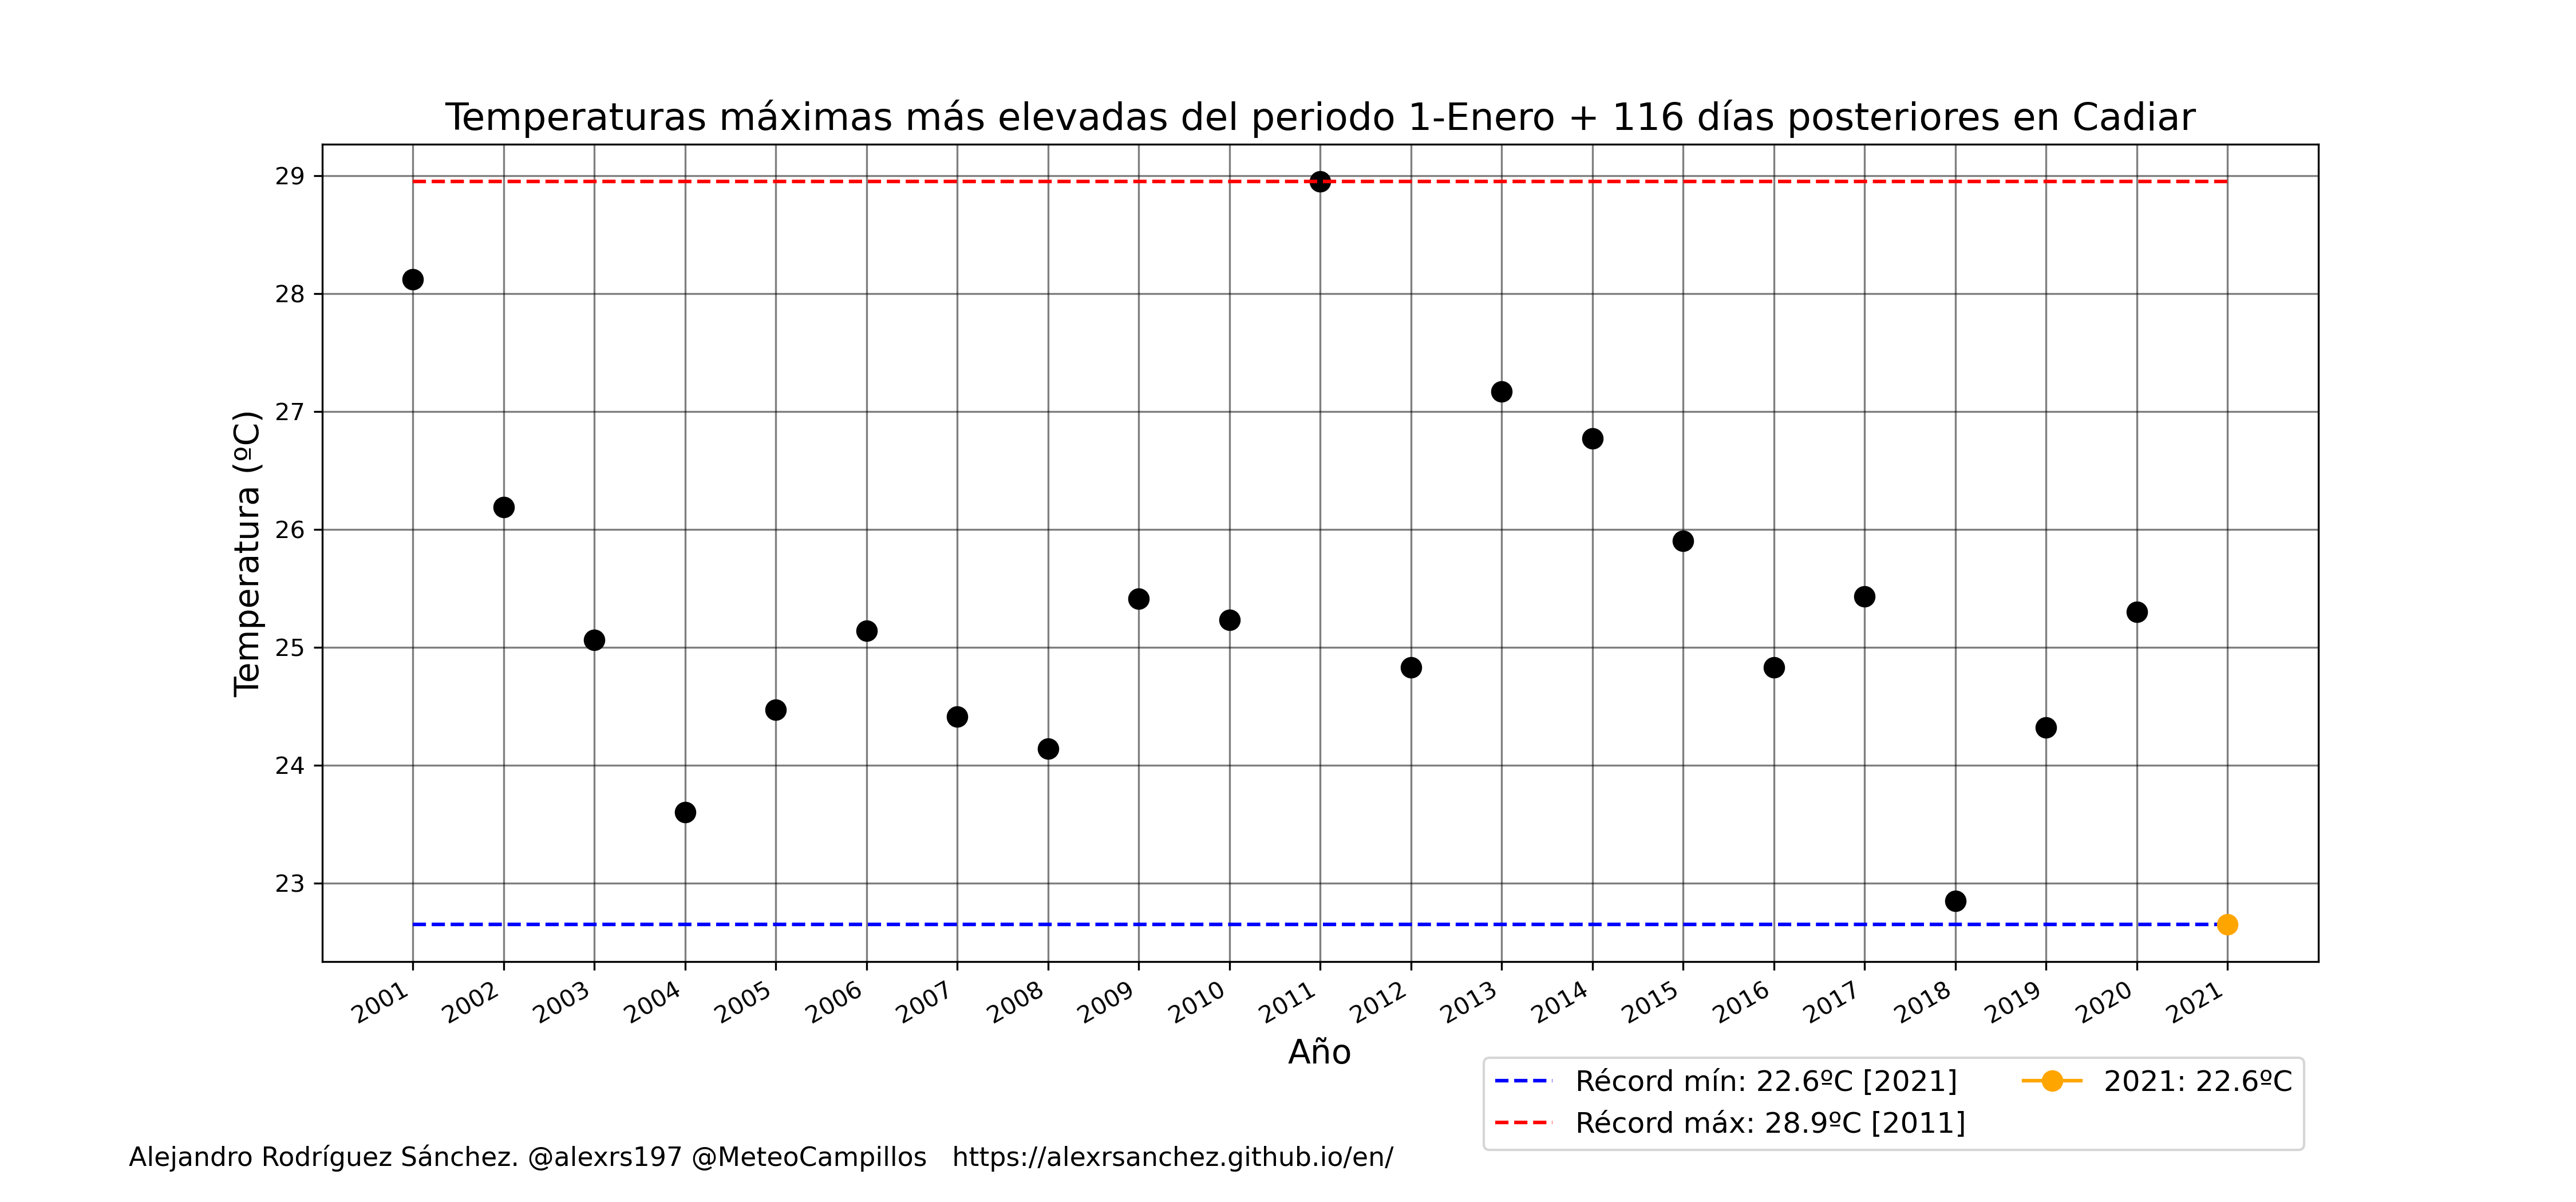 Temperaturas máximas más elevadas del periodo 1-Enero + 116 días posteriores en Cadiar
Temperatura (ºC)
29
28
27
26
25
24
23
2001 2002 2003 2004 2005 2006 2007 2008 2009 2010 2011 2012 2013 2014 2015 2016 2017 2018 2019 2020 2021
Año
Récord mín: 22.6ºC [2021]
Récord máx: 28.9ºC [2011]
2021: 22.6ºC
Alejandro Rodríguez Sánchez. @alexrs197 @MeteoCampillos https://alexrsanchez.github.io/en/